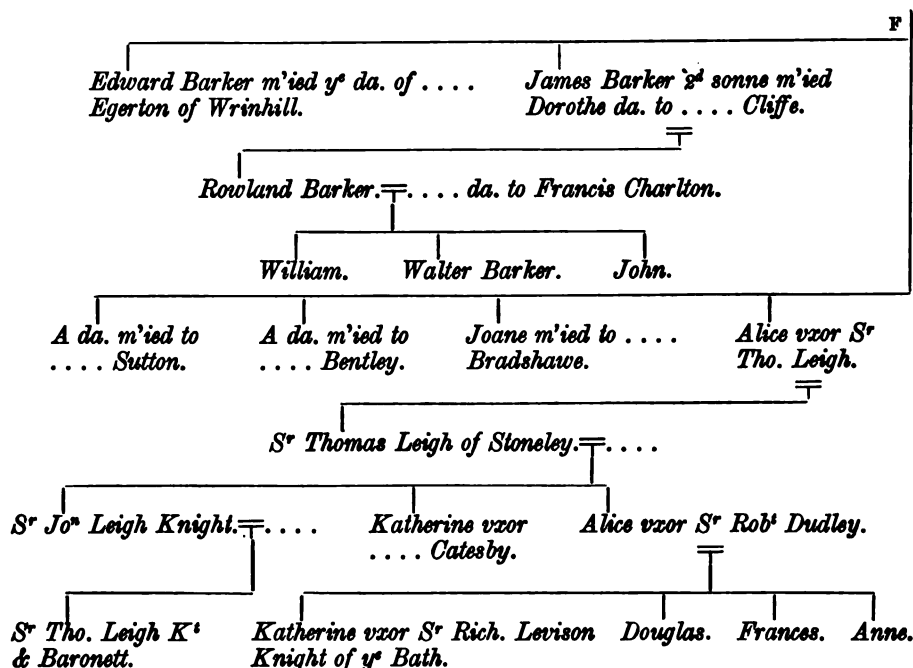 F
Edward Barker m'ied yᵉ da. of . . . . James Barker 2ᵈ sonne m'ied
Egerton of Wrinhill. Dorothe da. to . . . . Cliffe.
Rowland Barker. . . . . da. to Francis Charlton.
William. Walter Barker. John.
A da. m'ied to A da. m'ied to Joane m'ied to . . . . Alice vxor Sʳ
. . . . Sutton. . . . . Bentley. Bradshawe. Tho. Leigh.
Sʳ Thomas Leigh of Stoneley. . . . .
Sʳ Joⁿ Leigh Knight. . . . . Katherine vxor Alice vxor Sʳ Robᵗ Dudley.
. . . . Catesby.
Sʳ Tho. Leigh Kᵗ Katherine vxor Sʳ Rich. Levison Douglas. Frances. Anne.
& Baronett. Knight of yᵉ Bath.